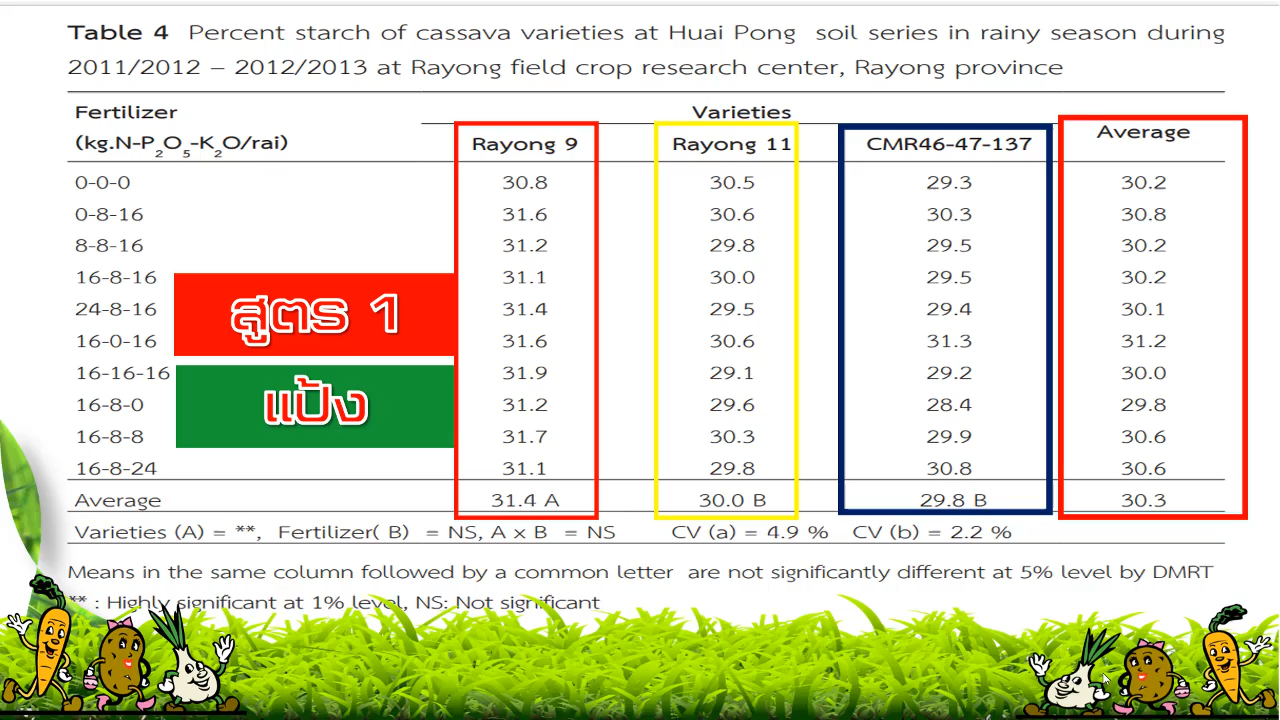 Table 4 Percent starch of cassava varieties at Huai Pong soil series in rainy season during
2011/2012 – 2012/2013 at Rayong field crop research center, Rayong province
Fertilizer Varieties
(kg.N-P2O5-K2O/rai) Rayong 9 Rayong 11 CMR46-47-137 Average
0-0-0 30.8 30.5 29.3 30.2
0-8-16 31.6 30.6 30.3 30.8
8-8-16 31.2 29.8 29.5 30.2
16-8-16 31.1 30.0 29.5 30.2
24-8-16 31.4 29.5 29.4 30.1
16-0-16 31.6 30.6 31.3 31.2
16-16-16 31.9 29.1 29.2 30.0
16-8-0 31.2 29.6 28.4 29.8
16-8-8 31.7 30.3 29.9 30.6
16-8-24 31.1 29.8 30.8 30.6
สูตร 1
แป้ง
Average 31.4 A 30.0 B 29.8 B 30.3
Varieties (A) = **, Fertilizer( B) = NS, A x B = NS CV (a) = 4.9 % CV (b) = 2.2 %
Means in the same column followed by a common letter are not significantly different at 5% level by DMRT
** : Highly significant at 1% level, NS: Not significant